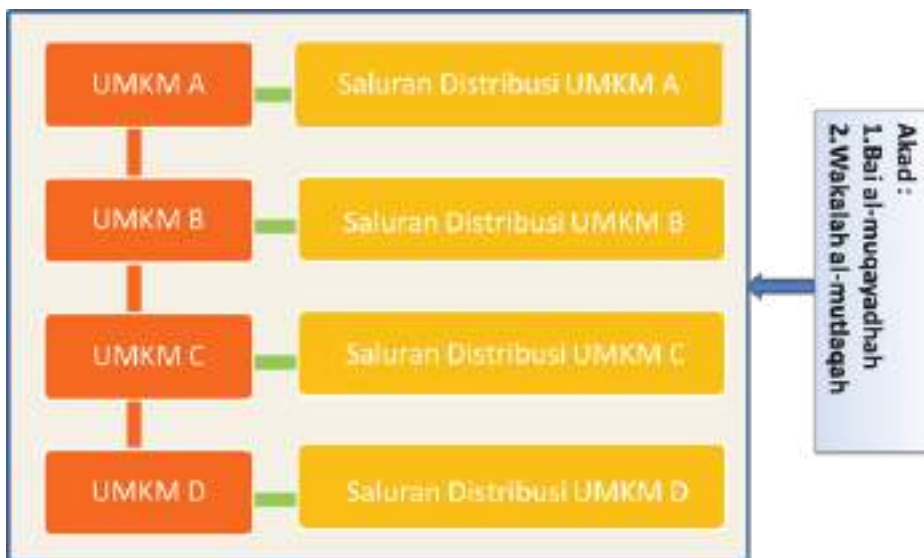 UMKM A
Saluran Distribusi UMKM A
UMKM B
Saluran Distribusi UMKM B
UMKM C
Saluran Distribusi UMKM C
UMKM D
Saluran Distribusi UMKM D
Akad :
1.Bai al-muqayadhah
2.Wakalah al-mutlaqah